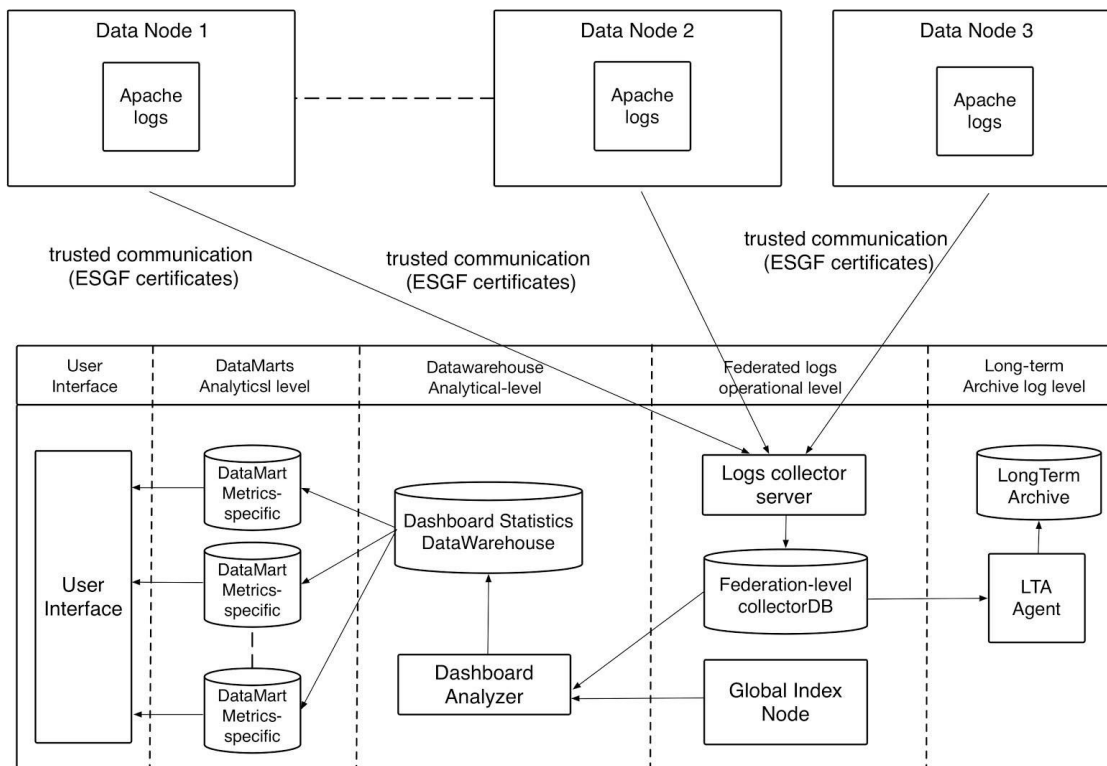 Data Node 1
Apache
logs
Data Node 2
Apache
logs
Data Node 3
Apache
logs
trusted communication
(ESGF certificates)
trusted communication
(ESGF certificates)
trusted communication
(ESGF certificates)
User
Interface
DataMarts
Analyticsl level
Datawarehouse
Analytical-level
Federated logs
operational level
Long-term
Archive log level
User
Interface
DataMart
Metrics-
specific
DataMart
Metrics-
specific
DataMart
Metrics-
specific
Dashboard Statistics
DataWarehouse
Dashboard
Analyzer
Logs collector
server
Federation-level
collectorDB
Global Index
Node
LongTerm
Archive
LTA
Agent